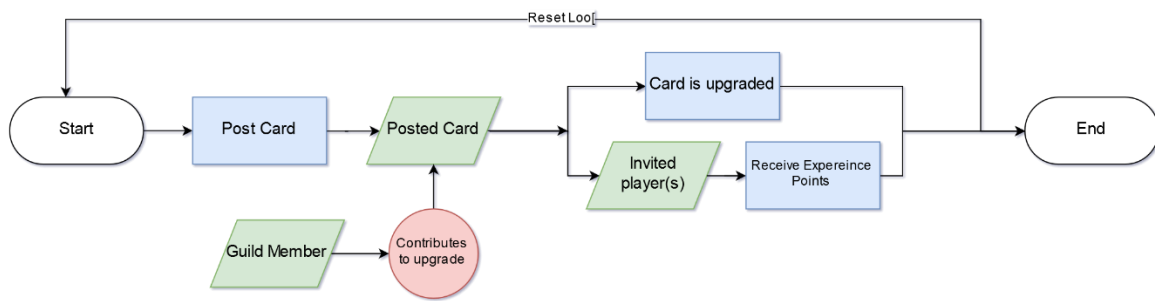 Reset Loo[
Start
Post Card
Posted Card
Card is upgraded
Invited
player(s)
Receive Expereince
Points
End
Guild Member
Contributes
to upgrade